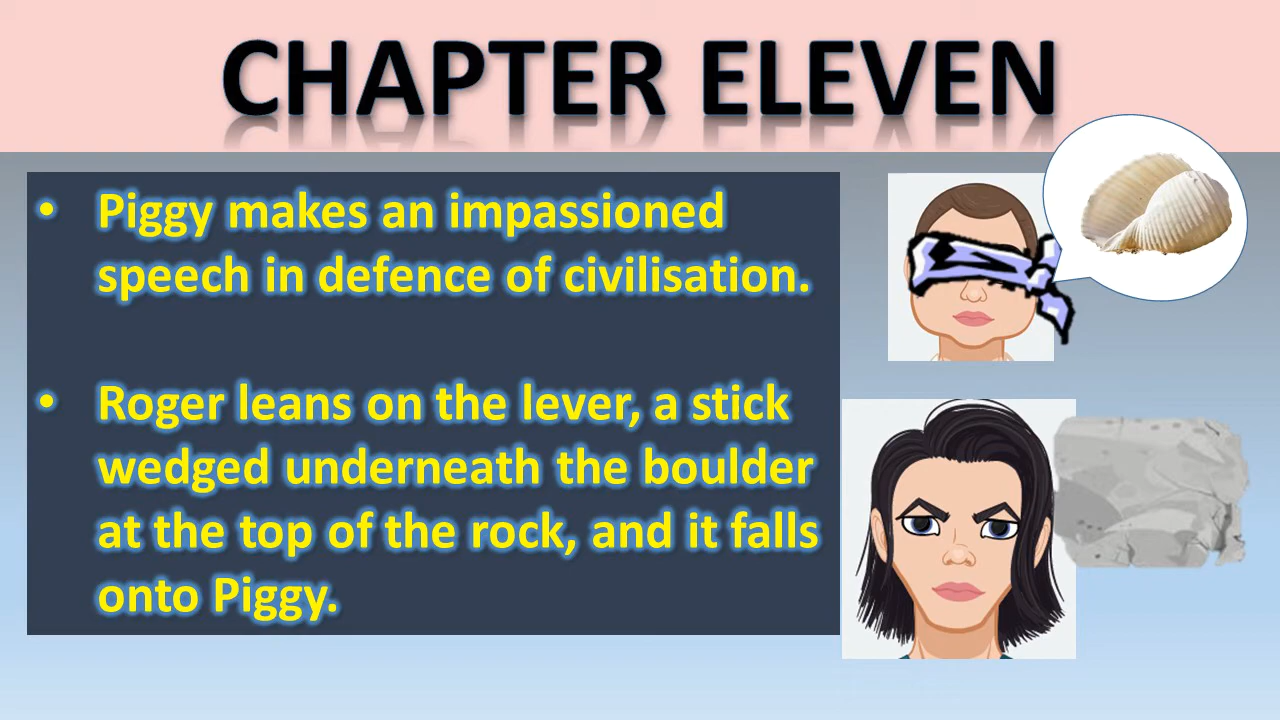 CHAPTER ELEVEN
• Piggy makes an impassioned
speech in defence of civilisation.
• Roger leans on the lever, a stick
wedged underneath the boulder
at the top of the rock, and it falls
onto Piggy.